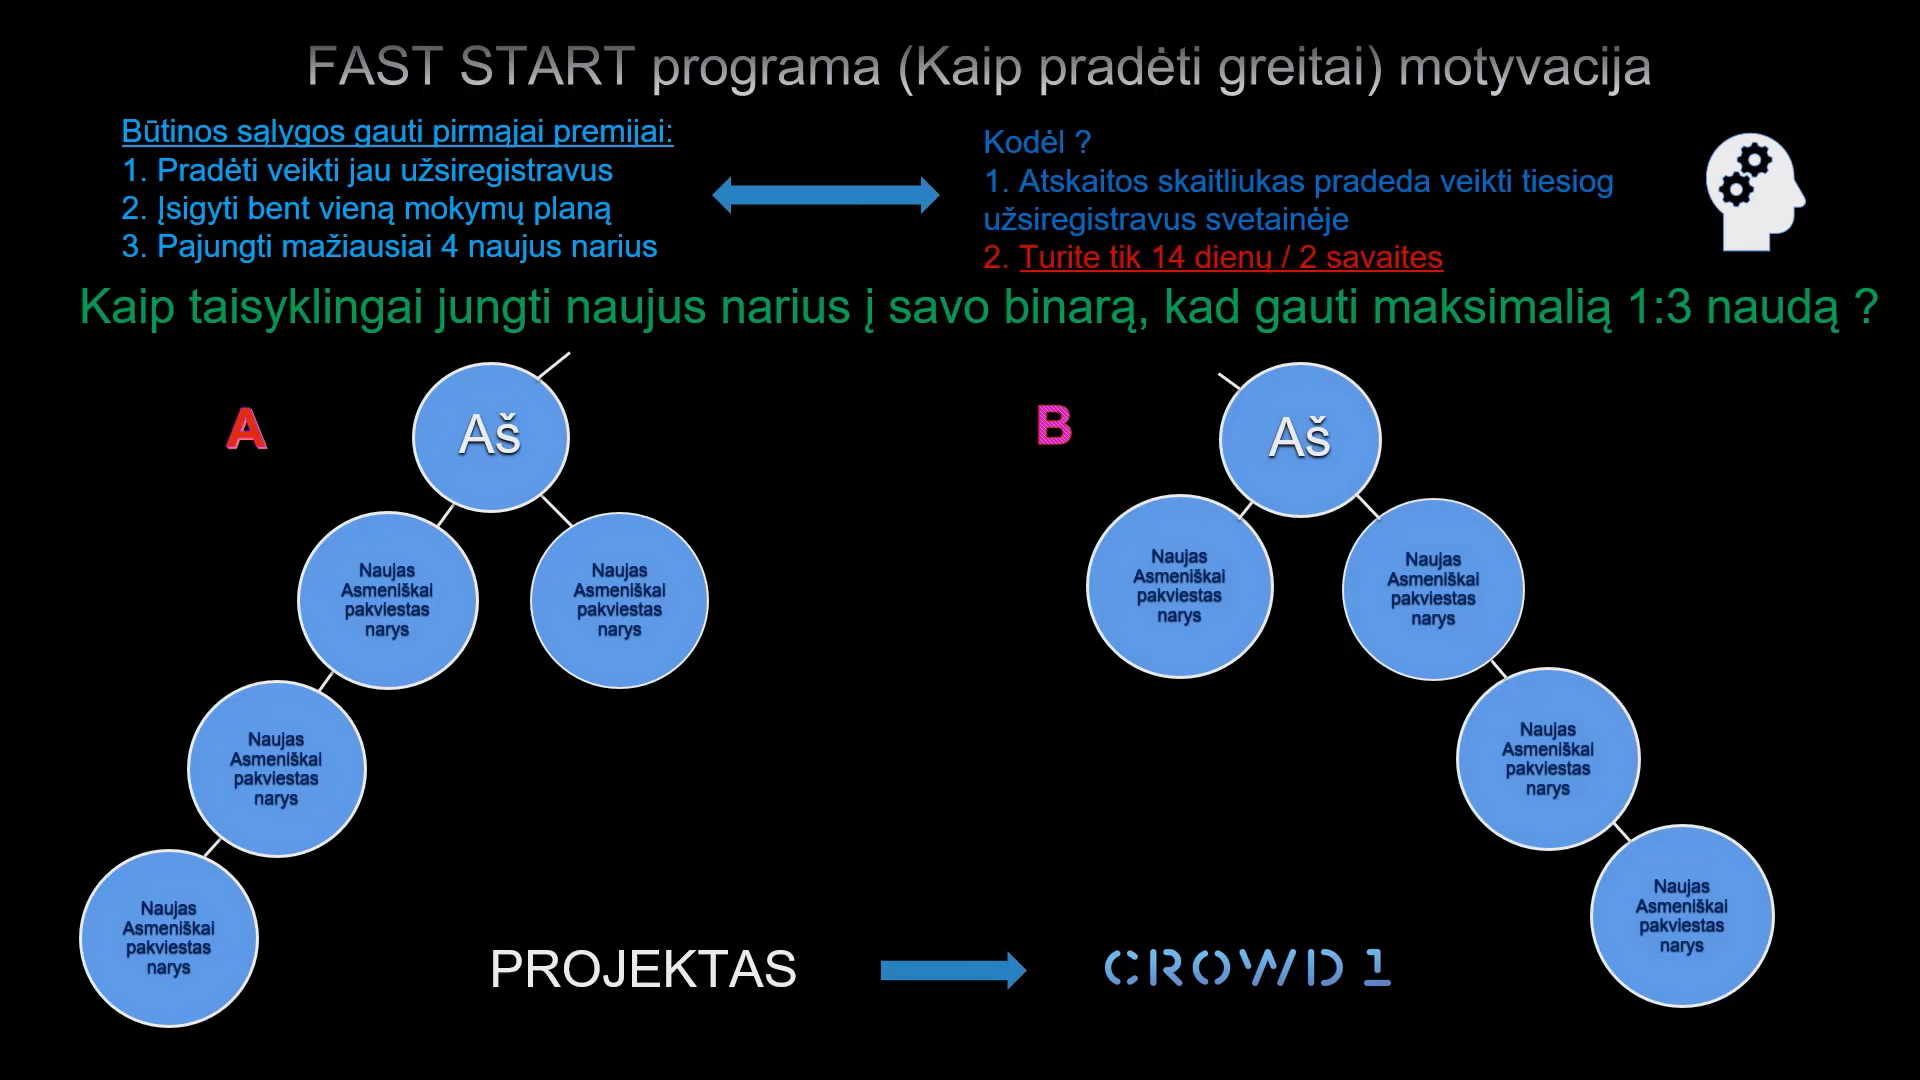 FAST START programa (Kaip pradėti greitai) motyvacija
Būtinos sąlygos gauti pirmąjai premijai:
1. Pradėti veikti jau užsiregistravus
2. Įsigyti bent vieną mokymų planą
3. Pajungti mažiausiai 4 naujus narius
Kodėl ?
1. Atskaitos skaitliukas pradeda veikti tiesiog
užsiregistravus svetainėje
2. Turite tik 14 dienų / 2 savaites
Kaip taisyklingai jungti naujus narius į savo binarą, kad gauti maksimalią 1:3 naudą ?
A
Aš
Naujas
Asmeniškai
pakviestas
narys
Naujas
Asmeniškai
pakviestas
narys
Naujas
Asmeniškai
pakviestas
narys
Naujas
Asmeniškai
pakviestas
narys
B
Aš
Naujas
Asmeniškai
pakviestas
narys
Naujas
Asmeniškai
pakviestas
narys
Naujas
Asmeniškai
pakviestas
narys
Naujas
Asmeniškai
pakviestas
narys
PROJEKTAS
CROWD1